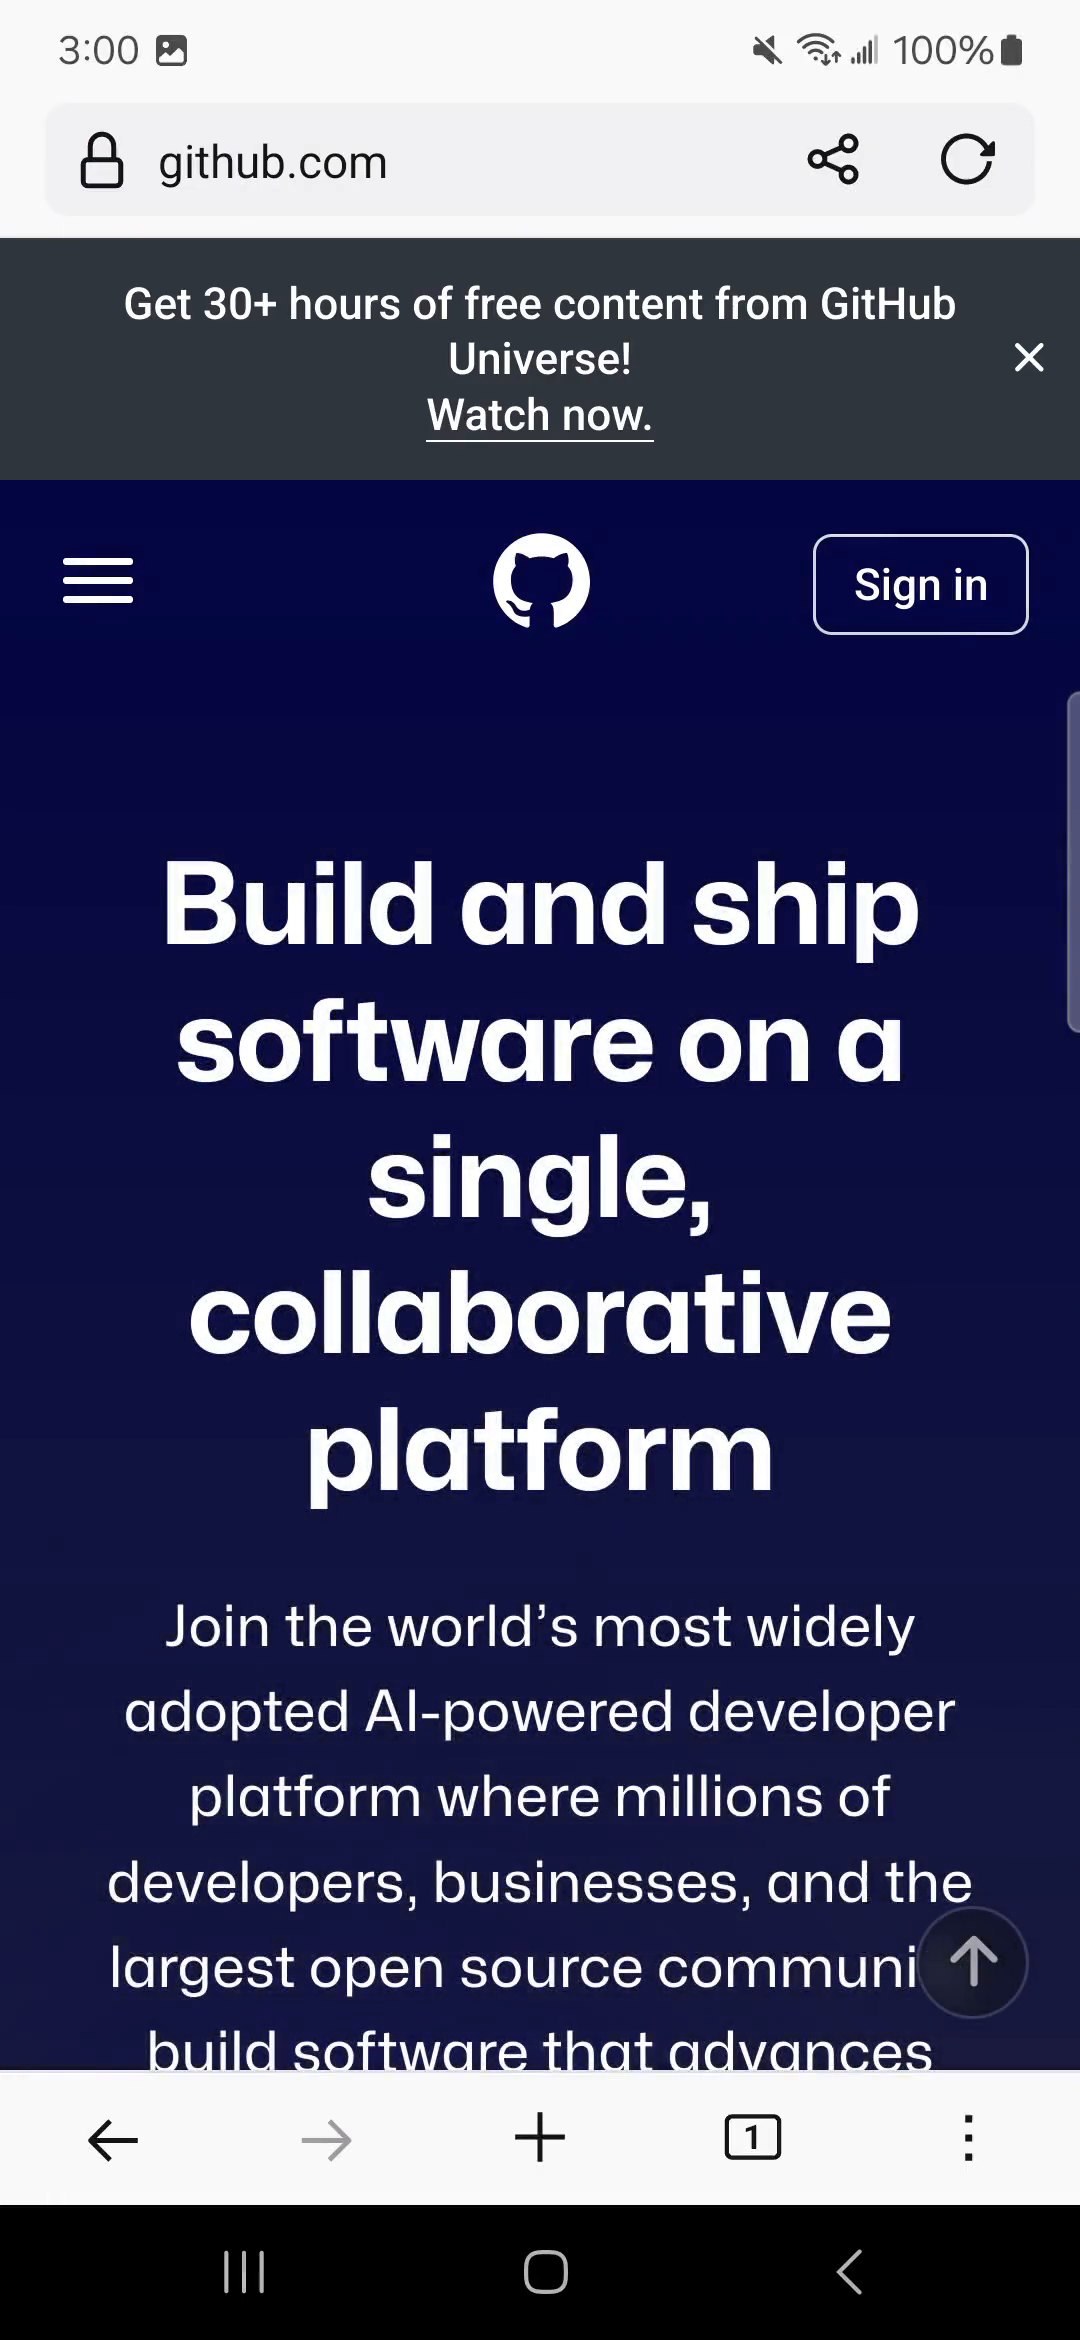 3:00
100%
github.com
Get 30+ hours of free content from GitHub
Universe!
Watch now.
Sign in
Build and ship
software on a
single,
collaborative
platform
Join the world’s most widely
adopted AI-powered developer
platform where millions of
developers, businesses, and the
largest open source communi
build software that advances
1